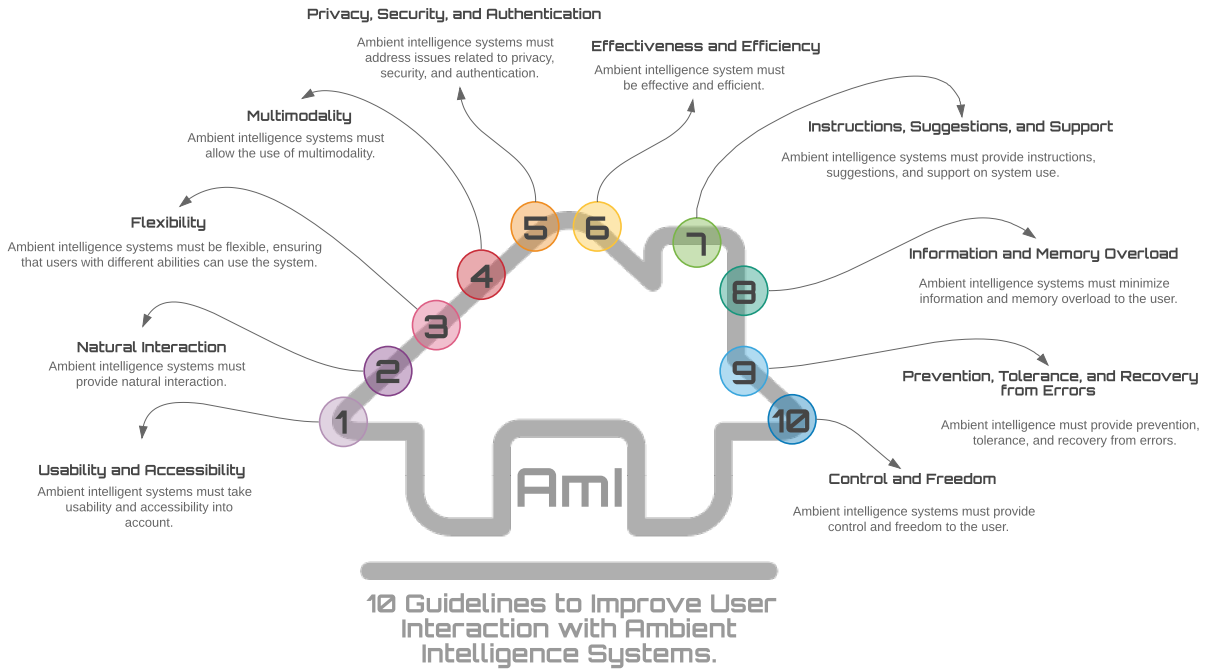 Privacy, Security, and Authentication
Ambient intelligence systems must
address issues related to privacy,
security, and authentication.
Effectiveness and Efficiency
Ambient intelligence system must
be effective and efficient.
Multimodality
Ambient intelligence systems must
allow the use of multimodality.
Instructions, Suggestions, and Support
Ambient intelligence systems must provide instructions,
suggestions, and support on system use.
Flexibility
Ambient intelligence systems must be flexible, ensuring
that users with different abilities can use the system.
Information and Memory Overload
Ambient intelligence systems must minimize
information and memory overload to the user.
Natural Interaction
Ambient intelligence systems must
provide natural interaction.
Prevention, Tolerance, and Recovery
from Errors
Ambient intelligence must provide prevention,
tolerance, and recovery from errors.
Usability and Accessibility
Ambient intelligent systems must take
usability and accessibility into
account.
Control and Freedom
Ambient intelligence systems must provide
control and freedom to the user.
1
2
3
4
5
6
7
8
9
10
AmI
10 Guidelines to Improve User
Interaction with Ambient
Intelligence Systems.